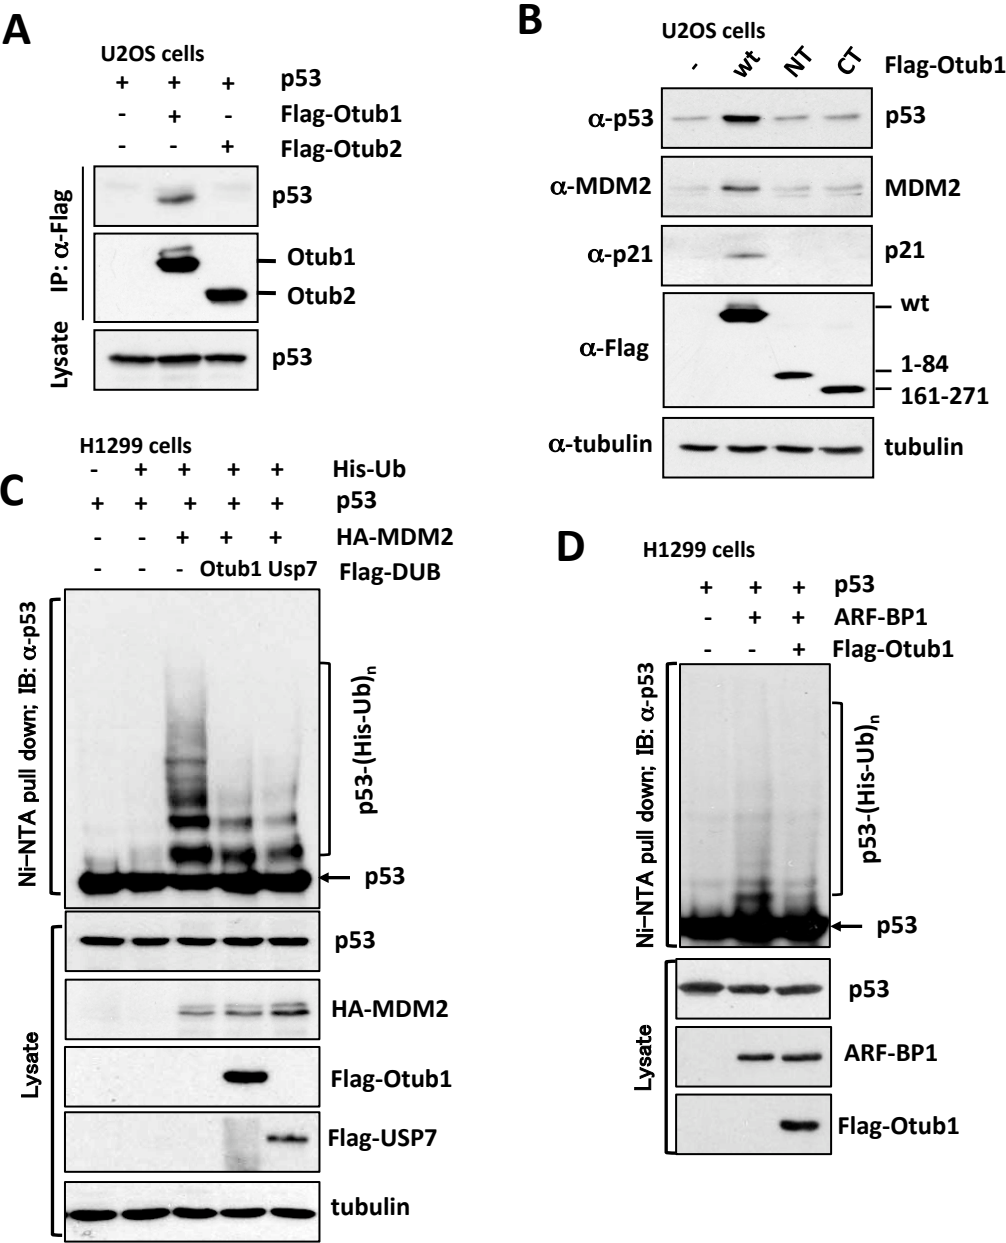 A
U2OS cells
+ + + p53
- + - Flag-Otub1
- - + Flag-Otub2
IP: α-Flag
p53
Otub1
Otub2
Lysate
p53
B
U2OS cells
- wt NT CT Flag-Otub1
α-p53 p53
α-MDM2 MDM2
α-p21 p21
α-Flag
wt
1-84
161-271
α-tubulin tubulin
C
H1299 cells
- + + + + His-Ub
+ + + + + p53
- - + + + HA-MDM2
- - - Otub1 Usp7 Flag-DUB
Ni–NTA pull down; IB: α-p53
p53-(His-Ub)n
p53
Lysate
p53
HA-MDM2
Flag-Otub1
Flag-USP7
tubulin
D
H1299 cells
+ + + p53
- + + ARF-BP1
- - + Flag-Otub1
Ni–NTA pull down; IB: α-p53
p53-(His-Ub)n
p53
Lysate
p53
ARF-BP1
Flag-Otub1